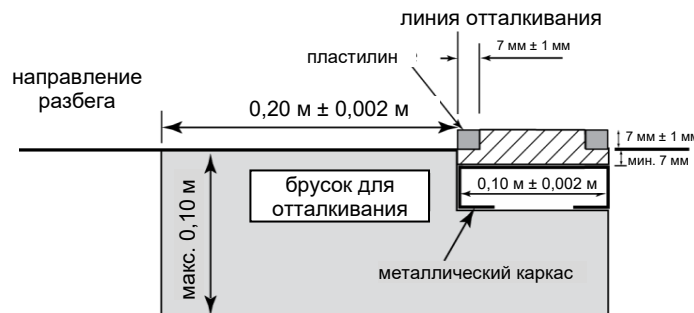 линия отталкивания
7 мм ± 1 мм
пластилин
направление
разбега
0,20 м ± 0,002 м
7 мм ± 1 мм
мин. 7 мм
брусок для
отталкивания
0,10 м ± 0,002 м
макс. 0,10 м
металлический каркас